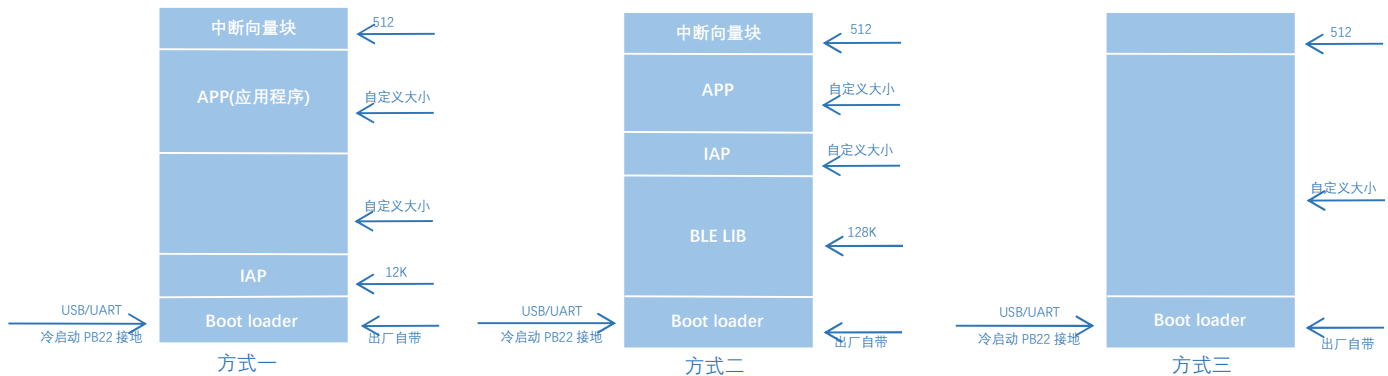 中断向量块
512
APP(应用程序)
自定义大小
自定义大小
IAP
12K
USB/UART
冷启动 PB22 接地
Boot loader
出厂自带
方式一
中断向量块
512
APP
自定义大小
IAP
自定义大小
BLE LIB
128K
USB/UART
冷启动 PB22 接地
Boot loader
出厂自带
方式二
512
自定义大小
USB/UART
冷启动 PB22 接地
Boot loader
出厂自带
方式三